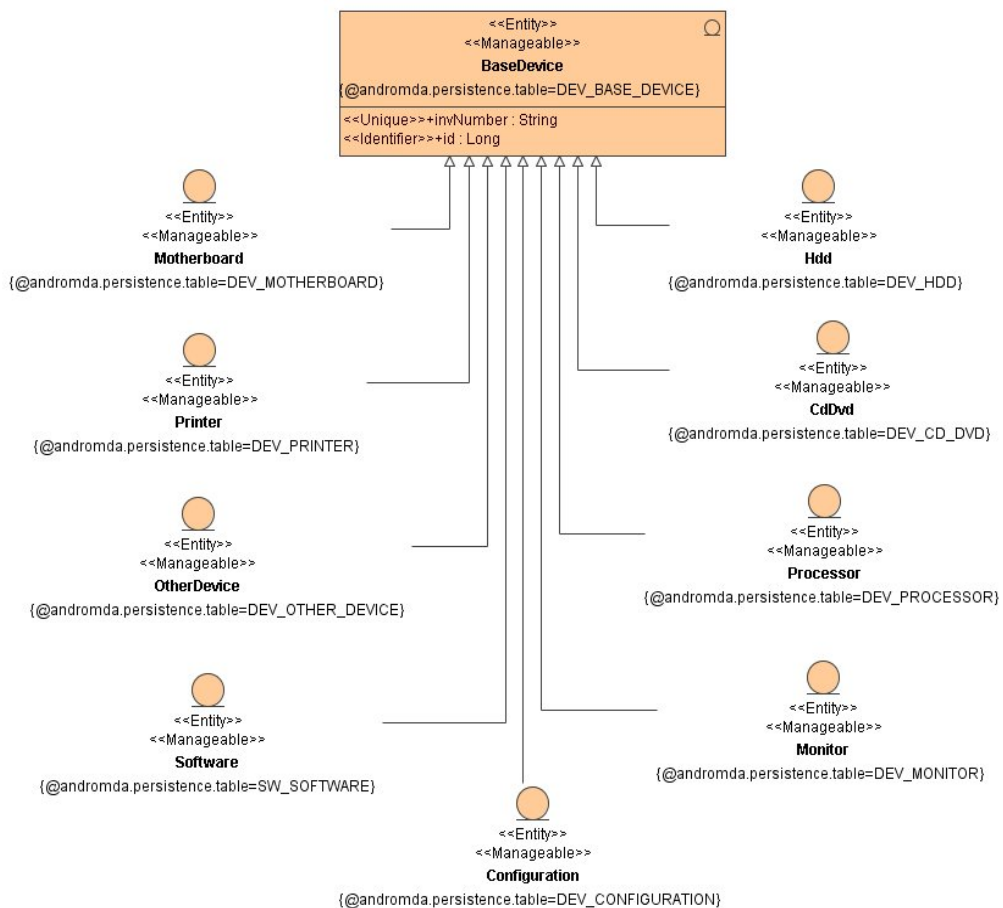 <<Entity>>
<<Manageable>>
BaseDevice
{@andromda.persistence.table=DEV_BASE_DEVICE}
<<Unique>>+invNumber : String
<<Identifier>>+id : Long
<<Entity>>
<<Manageable>>
Motherboard
{@andromda.persistence.table=DEV_MOTHERBOARD}
<<Entity>>
<<Manageable>>
Hdd
{@andromda.persistence.table=DEV_HDD}
<<Entity>>
<<Manageable>>
Printer
{@andromda.persistence.table=DEV_PRINTER}
<<Entity>>
<<Manageable>>
CdDvd
{@andromda.persistence.table=DEV_CD_DVD}
<<Entity>>
<<Manageable>>
OtherDevice
{@andromda.persistence.table=DEV_OTHER_DEVICE}
<<Entity>>
<<Manageable>>
Processor
{@andromda.persistence.table=DEV_PROCESSOR}
<<Entity>>
<<Manageable>>
Software
{@andromda.persistence.table=SW_SOFTWARE}
<<Entity>>
<<Manageable>>
Monitor
{@andromda.persistence.table=DEV_MONITOR}
<<Entity>>
<<Manageable>>
Configuration
{@andromda.persistence.table=DEV_CONFIGURATION}